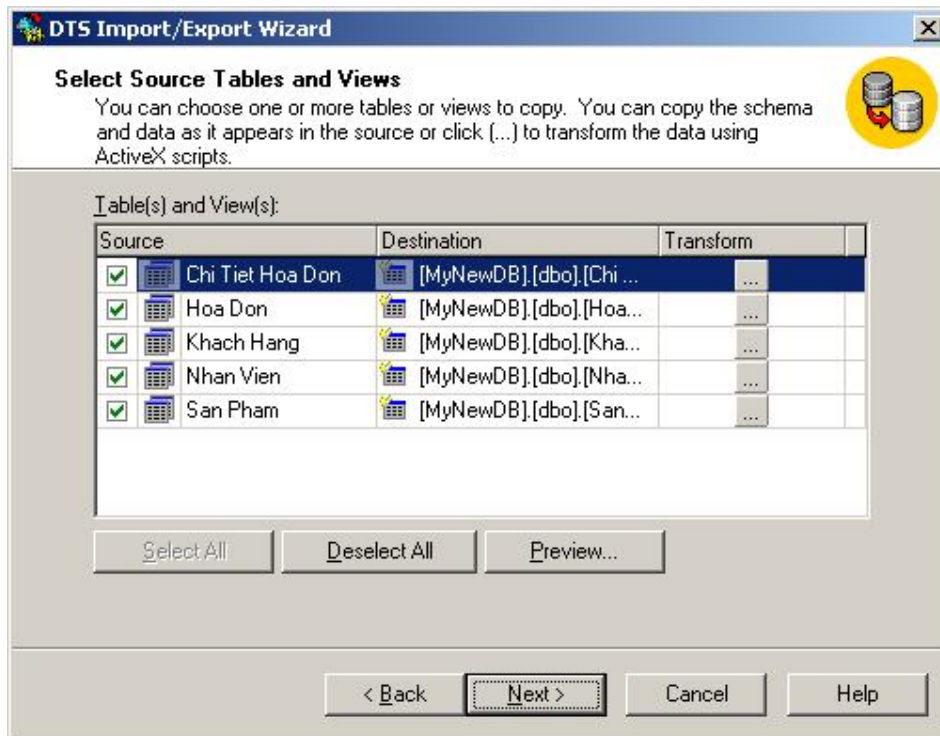 DTS Import/Export Wizard
Select Source Tables and Views
You can choose one or more tables or views to copy. You can copy the schema
and data as it appears in the source or click (...) to transform the data using
ActiveX scripts.
Table(s) and View(s):
Source Destination Transform
Chi Tiet Hoa Don [MyNewDB].[dbo].[Chi ... ...
Hoa Don [MyNewDB].[dbo].[Hoa... ...
Khach Hang [MyNewDB].[dbo].[Kha... ...
Nhan Vien [MyNewDB].[dbo].[Nha... ...
San Pham [MyNewDB].[dbo].[San... ...
Select All Deselect All Preview...
< Back Next > Cancel Help